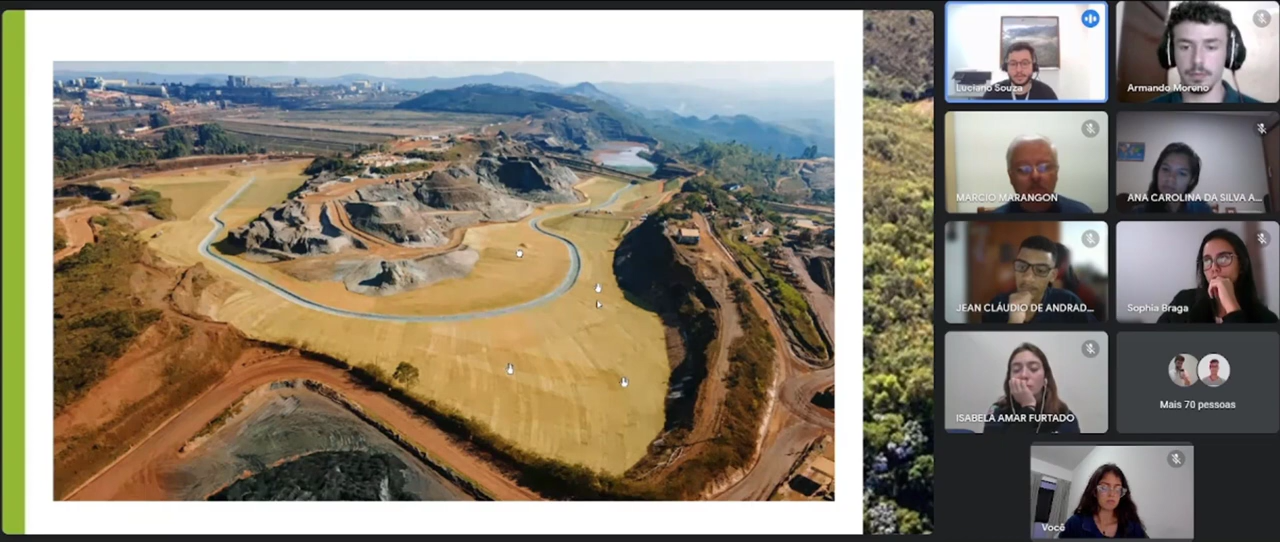 Luciano Souza
Armando Moreno
MARCIO MARANGON
ANA CAROLINA DA SILVA A...
JEAN CLÁUDIO DE ANDRAD...
Sophia Braga
ISABELA AMAR FURTADO
Mais 70 pessoas
Você